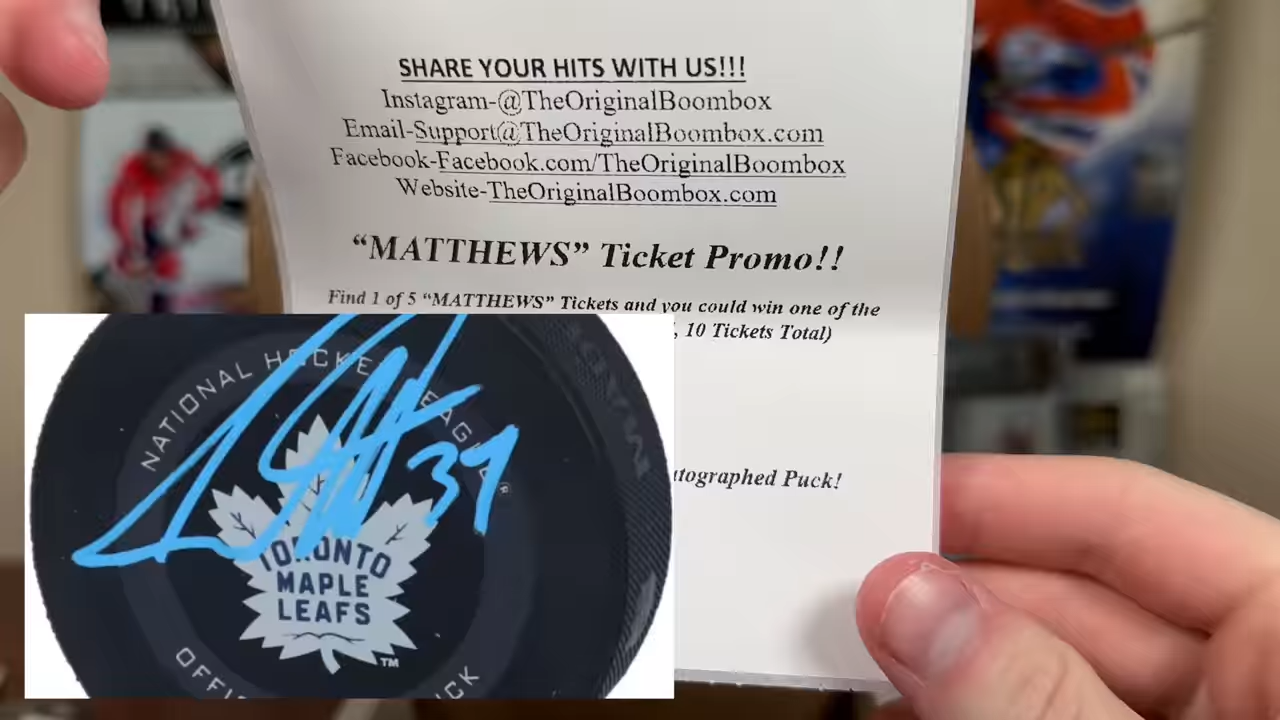 SHARE YOUR HITS WITH US!!!
Instagram-@TheOriginalBoombox
Email-Support@TheOriginalBoombox.com
Facebook-Facebook.com/TheOriginalBoombox
Website-TheOriginalBoombox.com
“MATTHEWS” Ticket Promo!!
Find 1 of 5 “MATTHEWS” Tickets and you could win one of the
10 Tickets Total)
Puck!
NATIONAL HOCKEY
TORONTO
MAPLE
LEAFS
TM